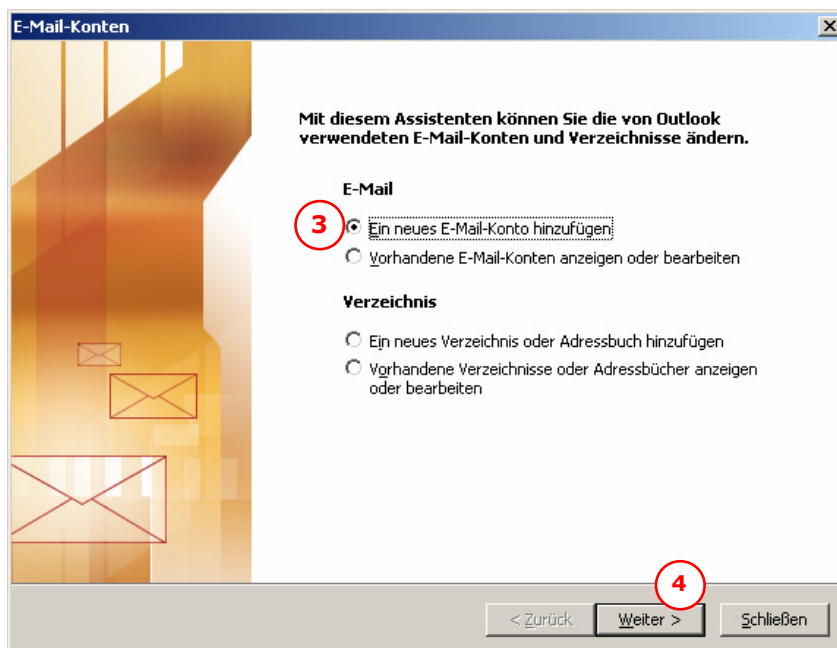 E-Mail-Konten
Mit diesem Assistenten können Sie die von Outlook
verwendeten E-Mail-Konten und Verzeichnisse ändern.
E-Mail
3
Ein neues E-Mail-Konto hinzufügen
Vorhandene E-Mail-Konten anzeigen oder bearbeiten
Verzeichnis
Ein neues Verzeichnis oder Adressbuch hinzufügen
Vorhandene Verzeichnisse oder Adressbücher anzeigen
oder bearbeiten
4
< Zurück Weiter > Schließen